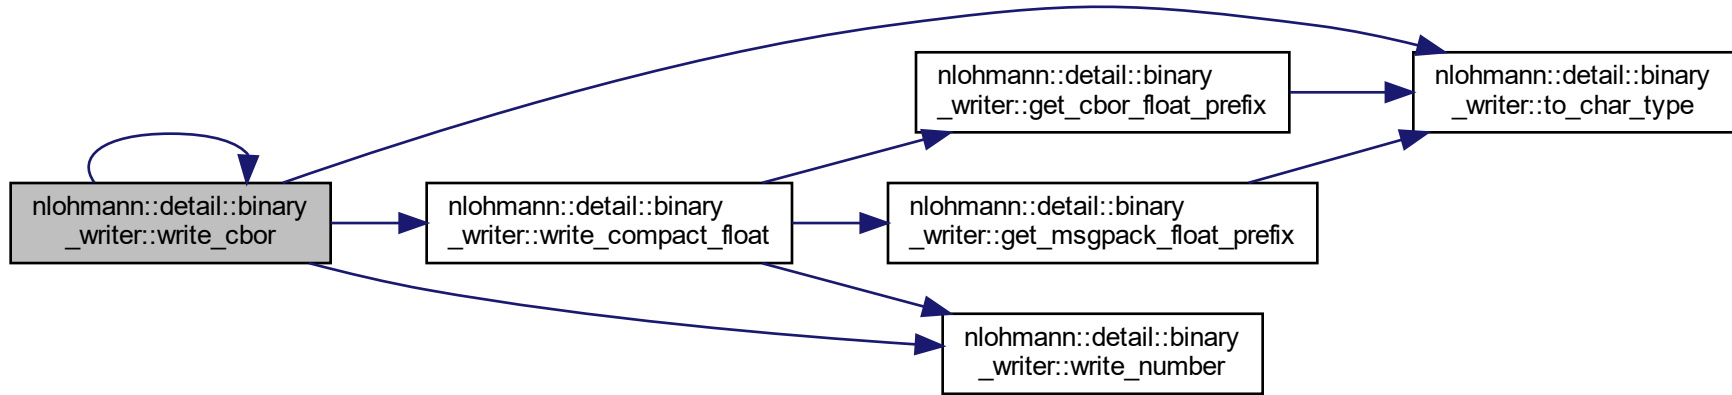 nlohmann::detail::binary
_writer::write_cbor
nlohmann::detail::binary
_writer::write_compact_float
nlohmann::detail::binary
_writer::get_cbor_float_prefix
nlohmann::detail::binary
_writer::to_char_type
nlohmann::detail::binary
_writer::get_msgpack_float_prefix
nlohmann::detail::binary
_writer::write_number